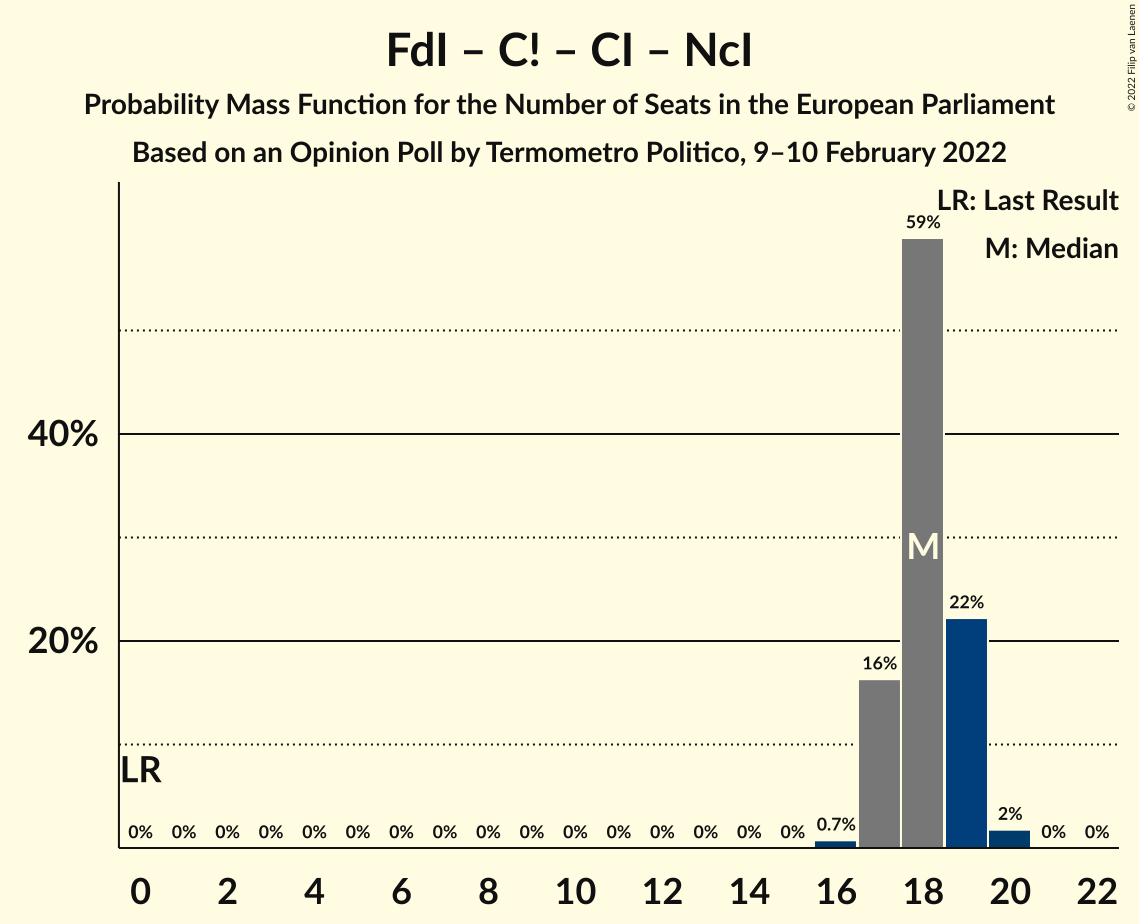 FdI – C! – CI – NcI
Probability Mass Function for the Number of Seats in the European Parliament
Based on an Opinion Poll by Termometro Politico, 9–10 February 2022
© 2022 Filip van Laenen
LR: Last Result
M: Median
59%
40%
M
22%
20%
16%
LR
0% 0% 0% 0% 0% 0% 0% 0% 0% 0% 0% 0% 0% 0% 0% 0% 0.7% 2% 0% 0%
0 2 4 6 8 10 12 14 16 18 20 22